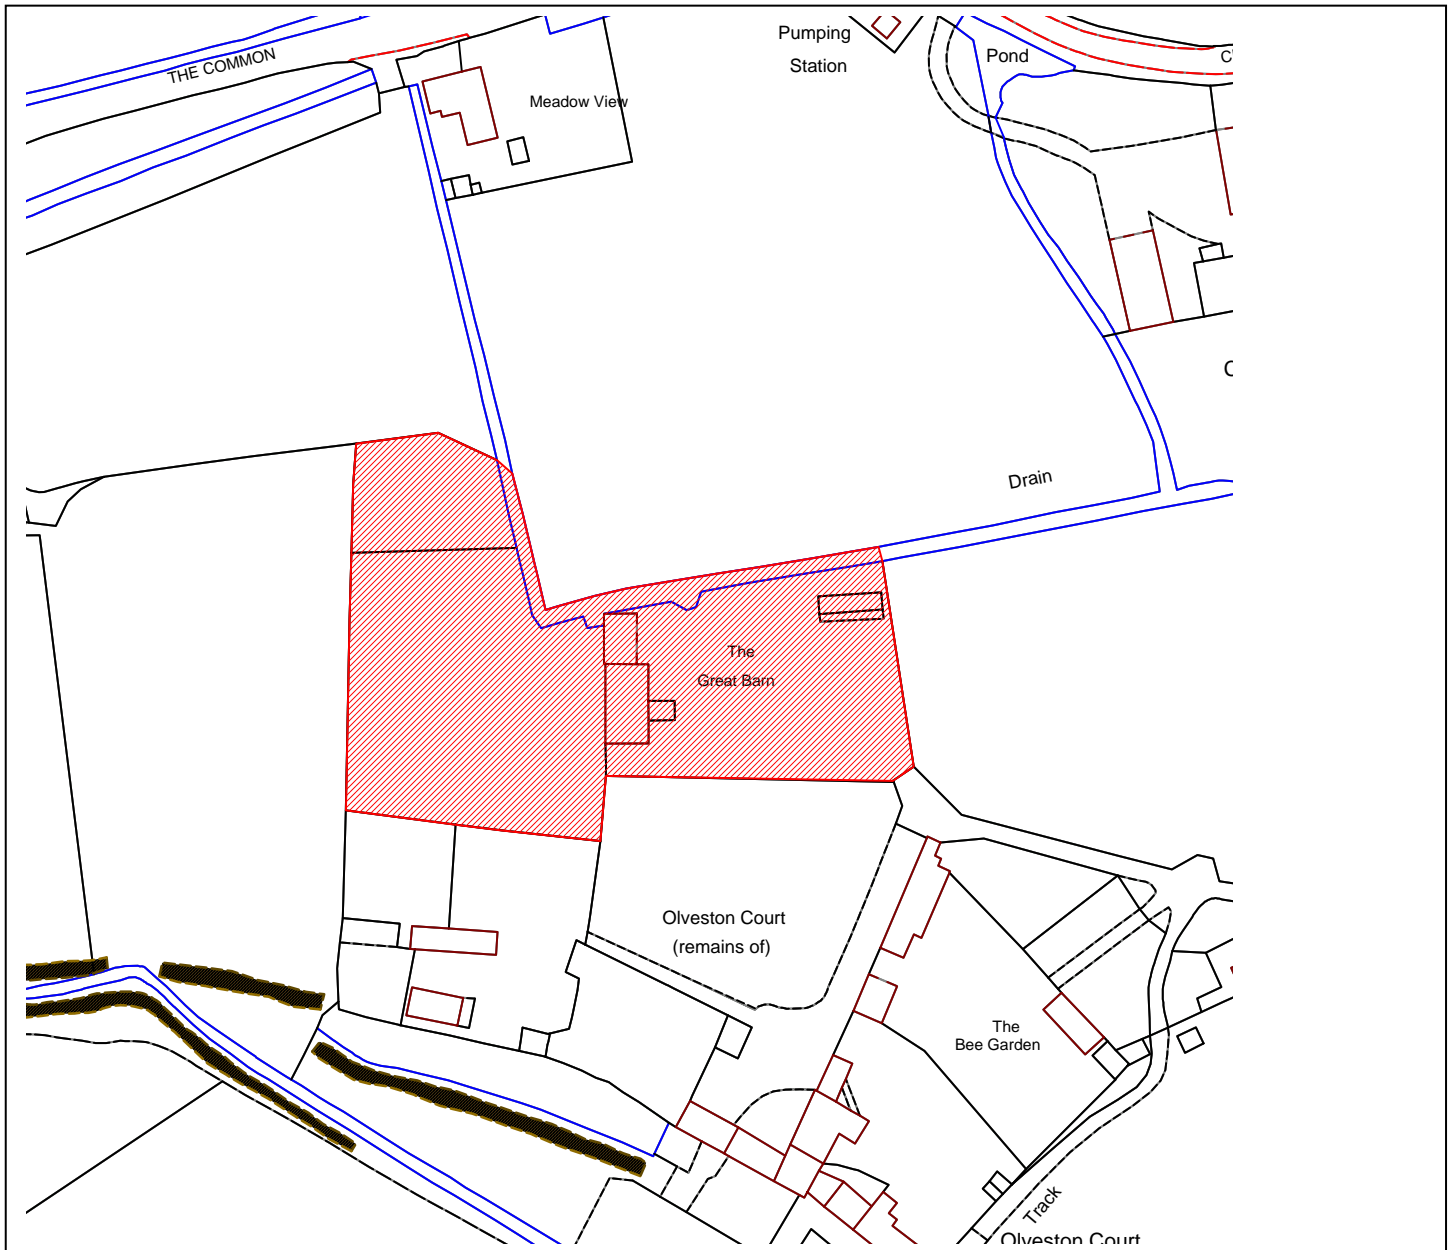 Pumping
Station
Pond
THE COMMON
Meadow View
Drain
The
Great Barn
Olveston Court
(remains of)
The
Bee Garden
Track
Olveston Court